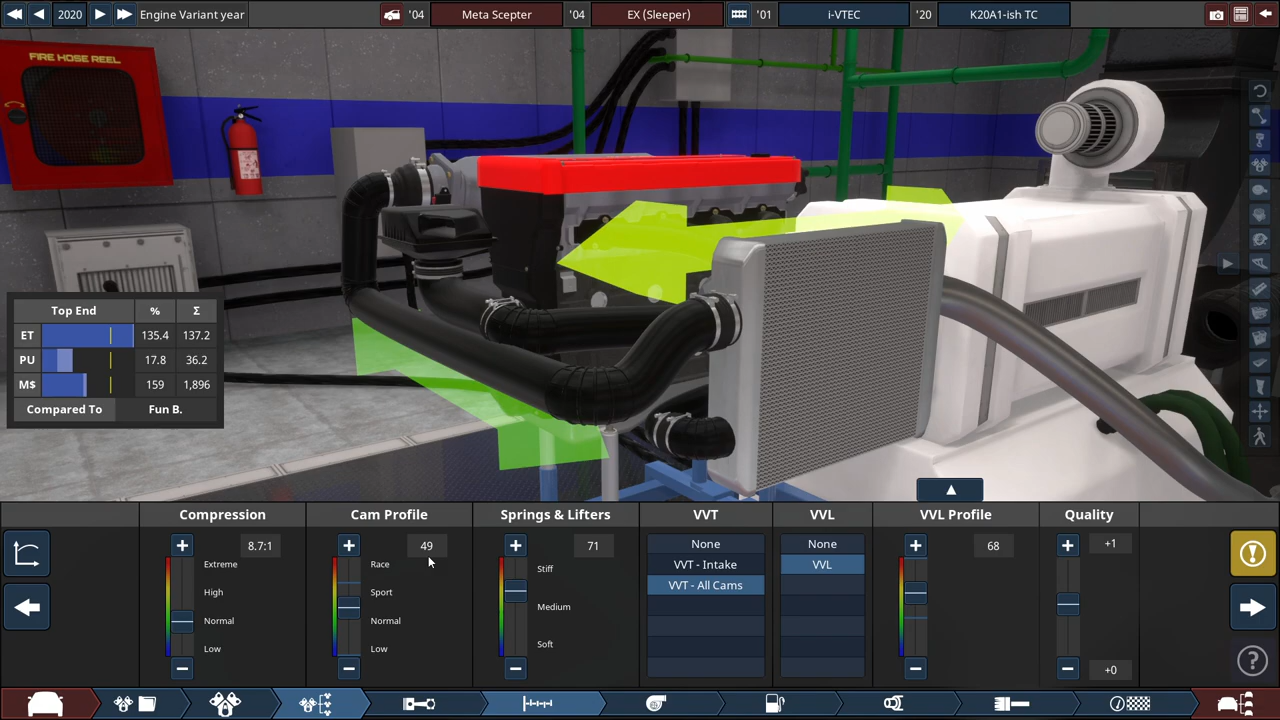 2020 Engine Variant year '04 Meta Scepter '04 EX (Sleeper) '01 i-VTEC '20 K20A1-ish TC
FIRE HOSE REEL
Top End % Σ
ET 135.4 137.2
PU 17.8 36.2
M$ 159 1,896
Compared To Fun B.
Compression Cam Profile Springs & Lifters VVT VVL VVL Profile Quality
8.7:1 49 71 None None 68 +1
Extreme Race Stiff VVT - Intake VVL
High Sport VVT - All Cams
Normal Normal Medium
Low Low Soft +0